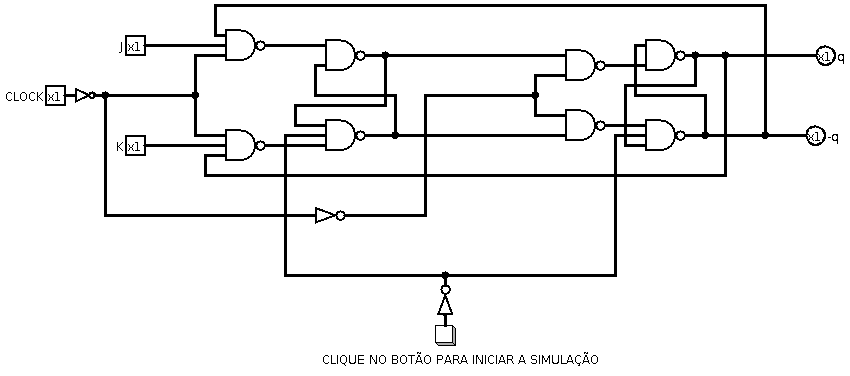 J x1
x1 q
CLOCK x1
K x1
x1 -q
CLIQUE NO BOTÃO PARA INICIAR A SIMULAÇÃO